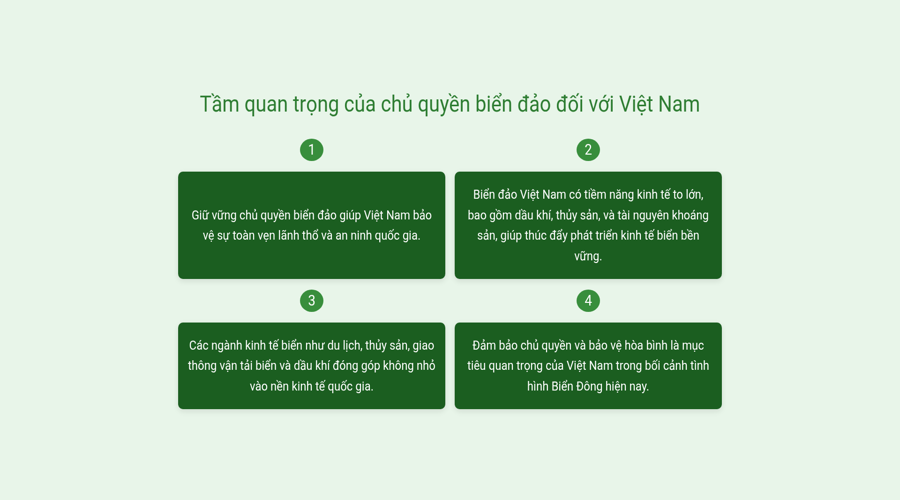 Tầm quan trọng của chủ quyền biển đảo đối với Việt Nam
1
Giữ vững chủ quyền biển đảo giúp Việt Nam bảo
vệ sự toàn vẹn lãnh thổ và an ninh quốc gia.
2
Biển đảo Việt Nam có tiềm năng kinh tế to lớn,
bao gồm dầu khí, thủy sản, và tài nguyên khoáng
sản, giúp thúc đẩy phát triển kinh tế biển bền
vững.
3
Các ngành kinh tế biển như du lịch, thủy sản, giao
thông vận tải biển và dầu khí đóng góp không nhỏ
vào nền kinh tế quốc gia.
4
Đảm bảo chủ quyền và bảo vệ hòa bình là mục
tiêu quan trọng của Việt Nam trong bối cảnh tình
hình Biển Đông hiện nay.